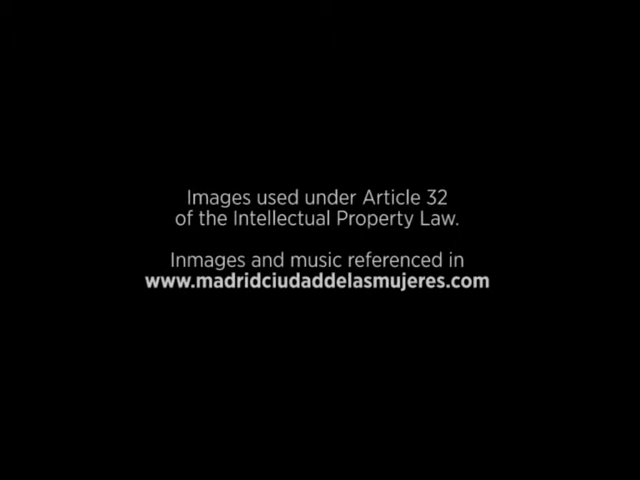 Images used under Article 32
of the Intellectual Property Law.
Inmages and music referenced in
www.madridciudaddelasmujeres.com